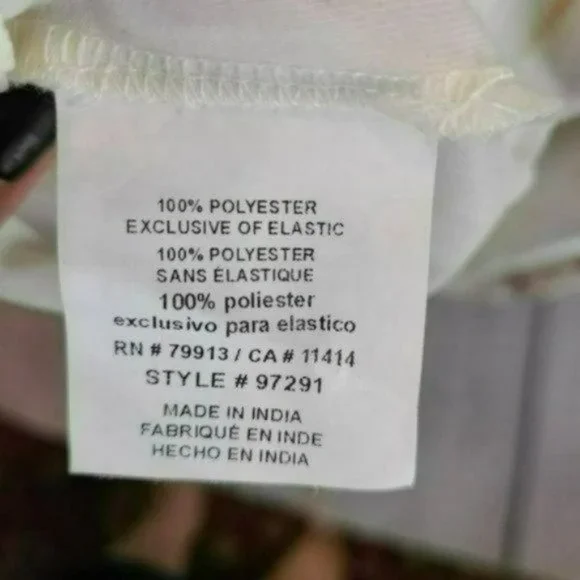 100% POLYESTER
EXCLUSIVE OF ELASTIC
100% POLYESTER
SANS ÉLASTIQUE
100% poliester
exclusivo para elastico
RN # 79913 / CA # 11414
STYLE # 97291
MADE IN INDIA
FABRIQUÉ EN INDE
HECHO EN INDIA